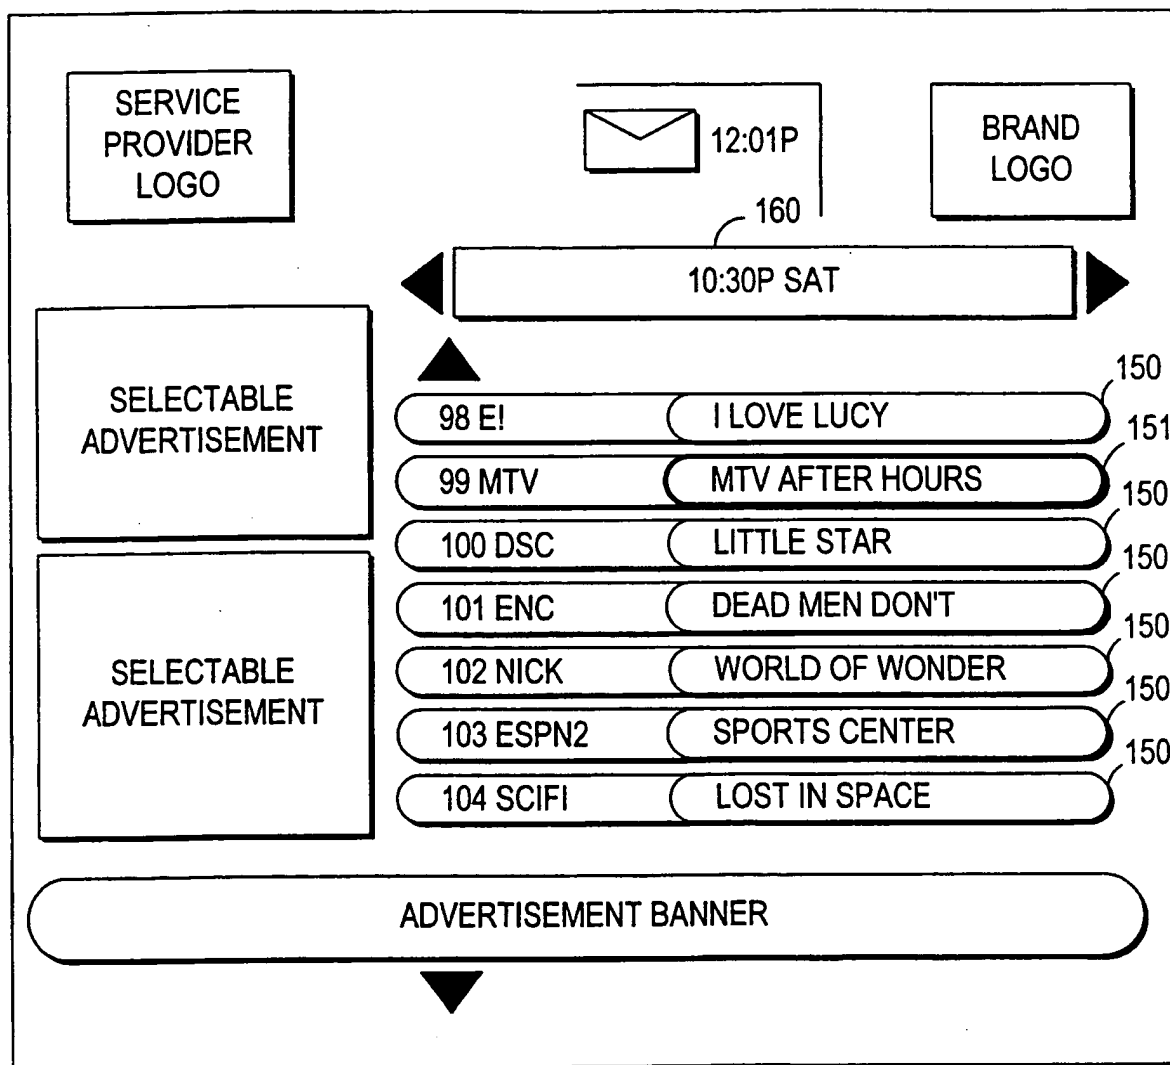 SERVICE
PROVIDER
LOGO
12:01P
BRAND
LOGO
160
10:30P SAT
SELECTABLE
ADVERTISEMENT
150
98 E! I LOVE LUCY
151
99 MTV MTV AFTER HOURS
150
100 DSC LITTLE STAR
150
101 ENC DEAD MEN DON'T
150
102 NICK WORLD OF WONDER
150
103 ESPN2 SPORTS CENTER
150
104 SCIFI LOST IN SPACE
SELECTABLE
ADVERTISEMENT
ADVERTISEMENT BANNER